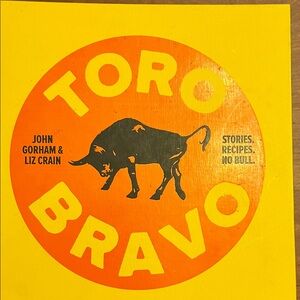 TORO
JOHN
GORHAM &
LIZ CRAIN
STORIES.
RECIPES.
NO BULL.
BRAVO